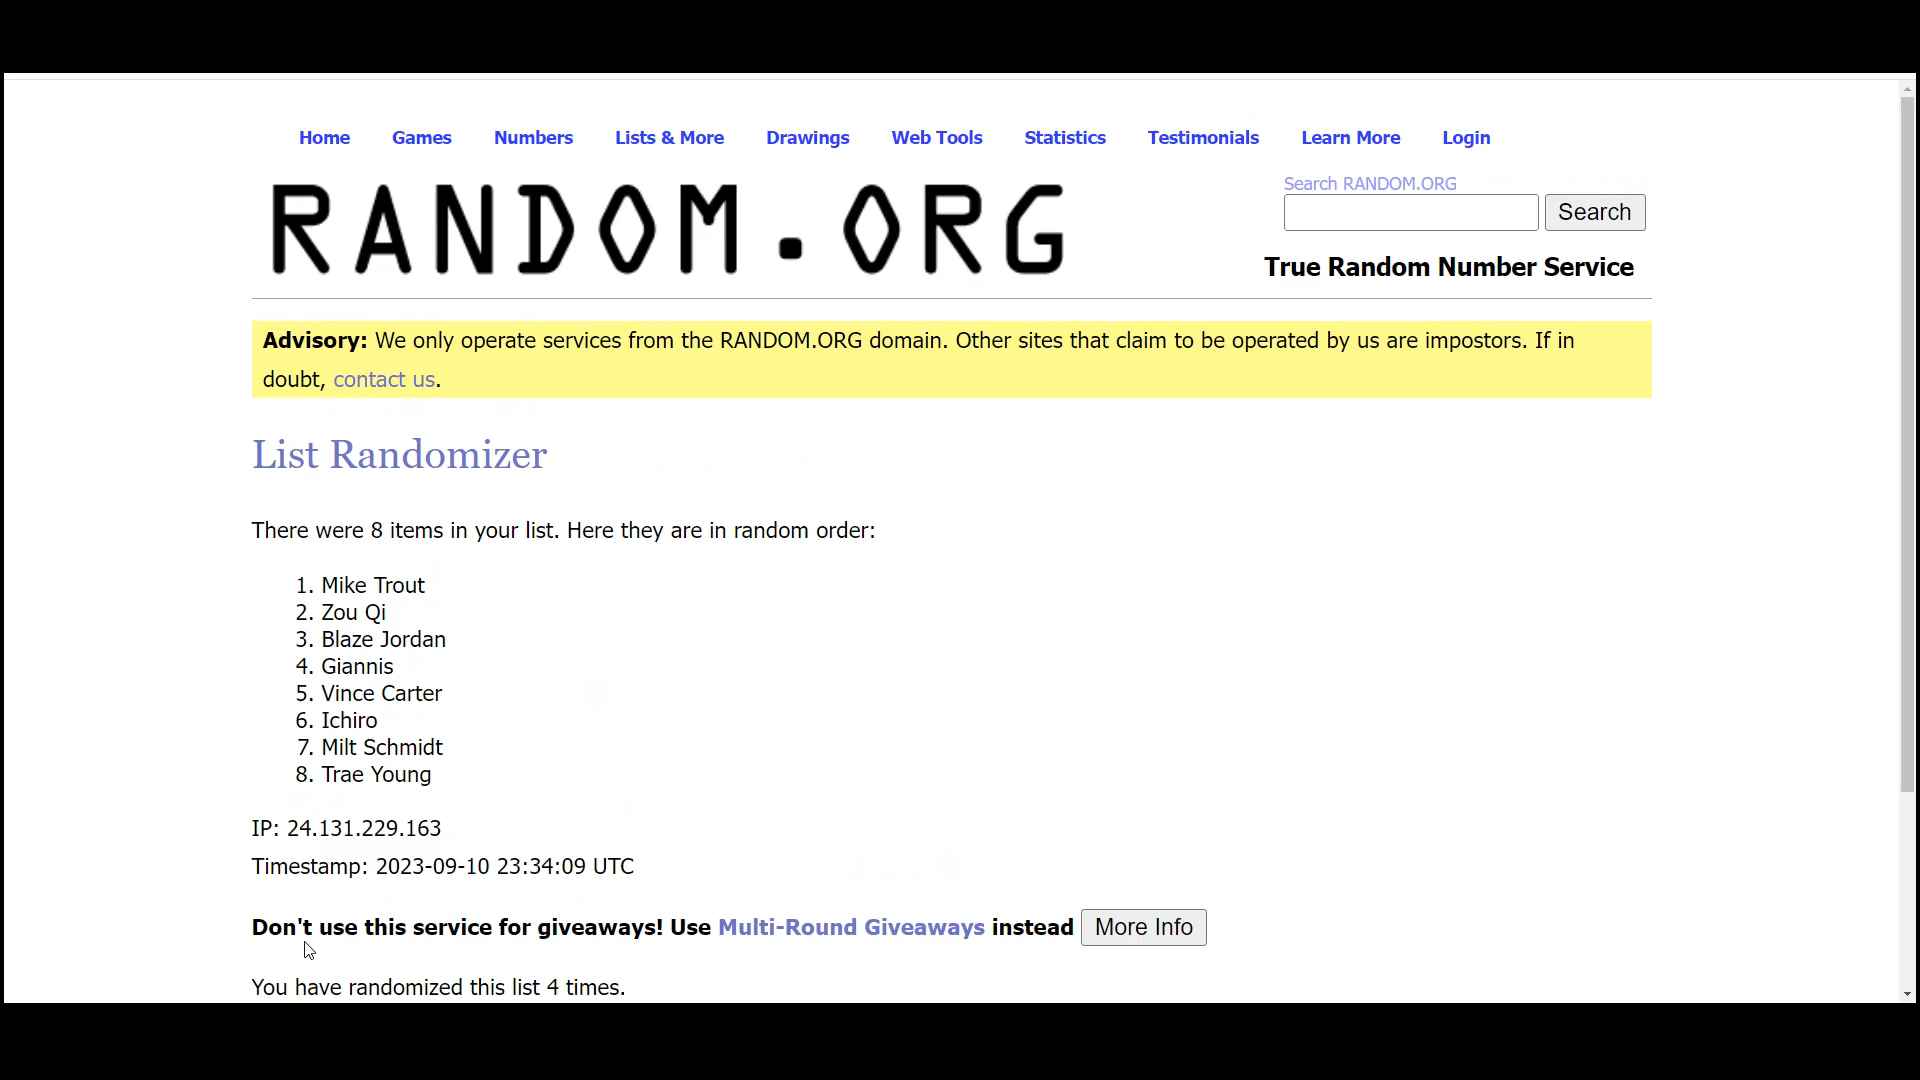 Home Games Numbers Lists & More Drawings Web Tools Statistics Testimonials Learn More Login
RANDOM.ORG
Search RANDOM.ORG
Search
True Random Number Service
Advisory: We only operate services from the RANDOM.ORG domain. Other sites that claim to be operated by us are impostors. If in
doubt, contact us.
List Randomizer
There were 8 items in your list. Here they are in random order:
1. Mike Trout
2. Zou Qi
3. Blaze Jordan
4. Giannis
5. Vince Carter
6. Ichiro
7. Milt Schmidt
8. Trae Young
IP: 24.131.229.163
Timestamp: 2023-09-10 23:34:09 UTC
Don't use this service for giveaways! Use Multi-Round Giveaways instead More Info
You have randomized this list 4 times.